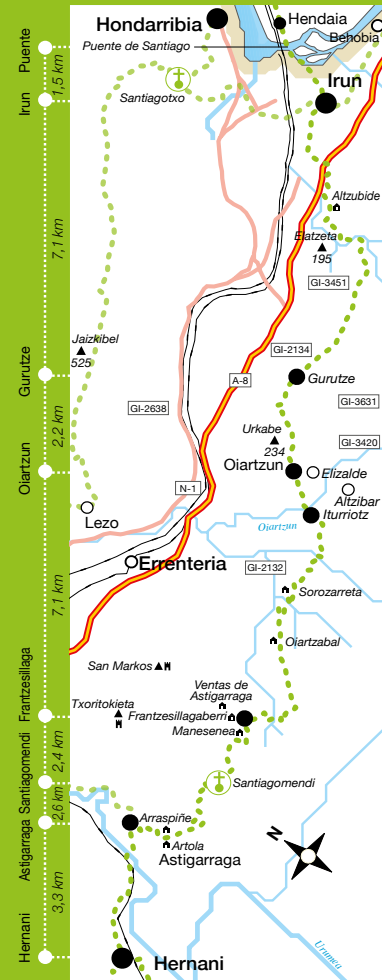 Puente
1,5 km
Irun
7,1 km
Gurutze
2,2 km
Oiartzun
7,1 km
Frantzesillaga
2,4 km
Santiagomendi
2,6 km
Astigarraga
3,3 km
Hernani
Hondarribia
Hendaia
Puente de Santiago
Behobia
Irun
Santiagotxo
Altzubide
Elatzeta
195
GI-3451
Jaizkibel
525
GI-2134
Gurutze
A-8
GI-3631
GI-2638
Urkabe
234
GI-3420
Oiartzun
Elizalde
Altzibar
N-1
Iturriotz
Lezo
Oiartzun
Errenteria
GI-2132
Sorozarreta
Oiartzabal
San Markos
Ventas de
Astigarraga
Txoritokieta
Frantzesillagaberri
Manesenea
Santiagomendi
Arraspiñe
Artola
Astigarraga
N
Hernani
Urumea